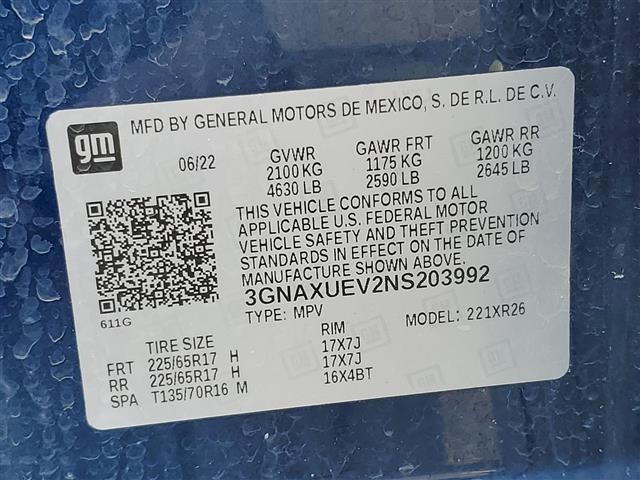 MFD BY GENERAL MOTORS DE MEXICO, S. DE R.L. DE C.V.
gm
06/22 GVWR GAWR FRT GAWR RR
2100 KG 1175 KG 1200 KG
4630 LB 2590 LB 2645 LB
THIS VEHICLE CONFORMS TO ALL
APPLICABLE U.S. FEDERAL MOTOR
VEHICLE SAFETY AND THEFT PREVENTION
STANDARDS IN EFFECT ON THE DATE OF
MANUFACTURE SHOWN ABOVE.
3GNAXUEV2NS203992
611G TYPE: MPV MODEL: 221XR26
TIRE SIZE RIM
FRT 225/65R17 H 17X7J
RR 225/65R17 H 17X7J
SPA T135/70R16 M 16X4BT